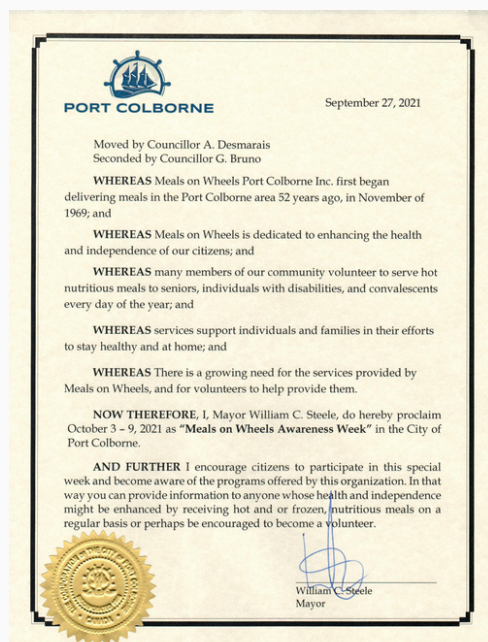 PORT COLBORNE
September 27, 2021
Moved by Councillor A. Desmarais
Seconded by Councillor G. Bruno
WHEREAS Meals on Wheels Port Colborne Inc. first began
delivering meals in the Port Colborne area 52 years ago, in November of
1969; and
WHEREAS Meals on Wheels is dedicated to enhancing the health
and independence of our citizens; and
WHEREAS many members of our community volunteer to serve hot
nutritious meals to seniors, individuals with disabilities, and convalescents
every day of the year; and
WHEREAS services support individuals and families in their efforts
to stay healthy and at home; and
WHEREAS There is a growing need for the services provided by
Meals on Wheels, and for volunteers to help provide them.
NOW THEREFORE, I, Mayor William C. Steele, do hereby proclaim
October 3 – 9, 2021 as “Meals on Wheels Awareness Week” in the City of
Port Colborne.
AND FURTHER I encourage citizens to participate in this special
week and become aware of the programs offered by this organization. In that
way you can provide information to anyone whose health and independence
might be enhanced by receiving hot and or frozen, nutritious meals on a
regular basis or perhaps be encouraged to become a volunteer.
William C. Steele
Mayor